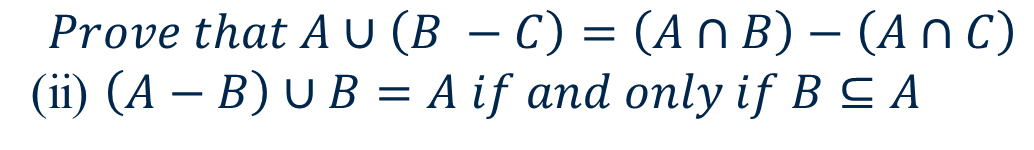 Prove that A ∪ (B − C) = (A ∩ B) − (A ∩ C)
(ii) (A − B) ∪ B = A if and only if B ⊆ A